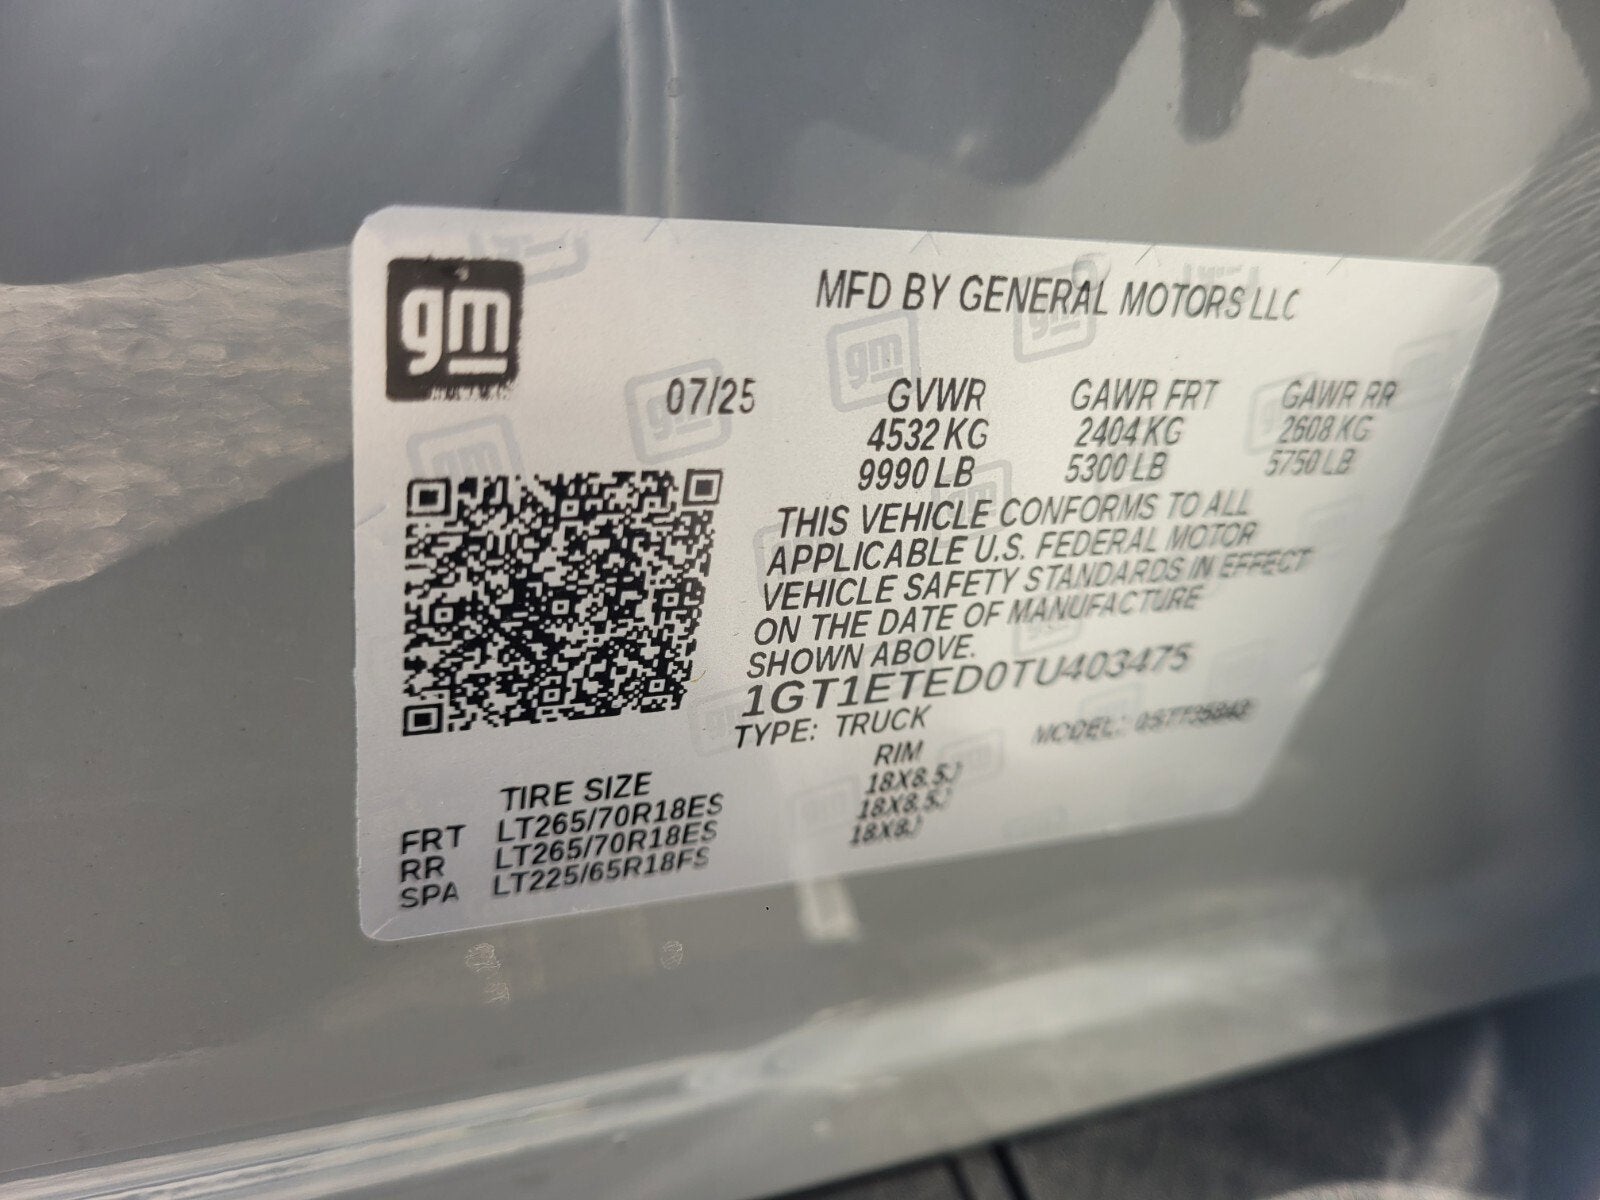 gm
MFD BY GENERAL MOTORS LLC
07/25 GVWR GAWR FRT GAWR RR
4532 KG 2404 KG 2608 KG
9990 LB 5300 LB 5750 LB
THIS VEHICLE CONFORMS TO ALL
APPLICABLE U.S. FEDERAL MOTOR
VEHICLE SAFETY STANDARDS IN EFFECT
ON THE DATE OF MANUFACTURE
SHOWN ABOVE.
1GT1ETED0TU403475
TYPE: TRUCK MODEL:
TIRE SIZE RIM
FRT LT265/70R18ES 18X8.5J
RR LT265/70R18ES 18X8.5J
SPA LT225/65R18FS 18X8J